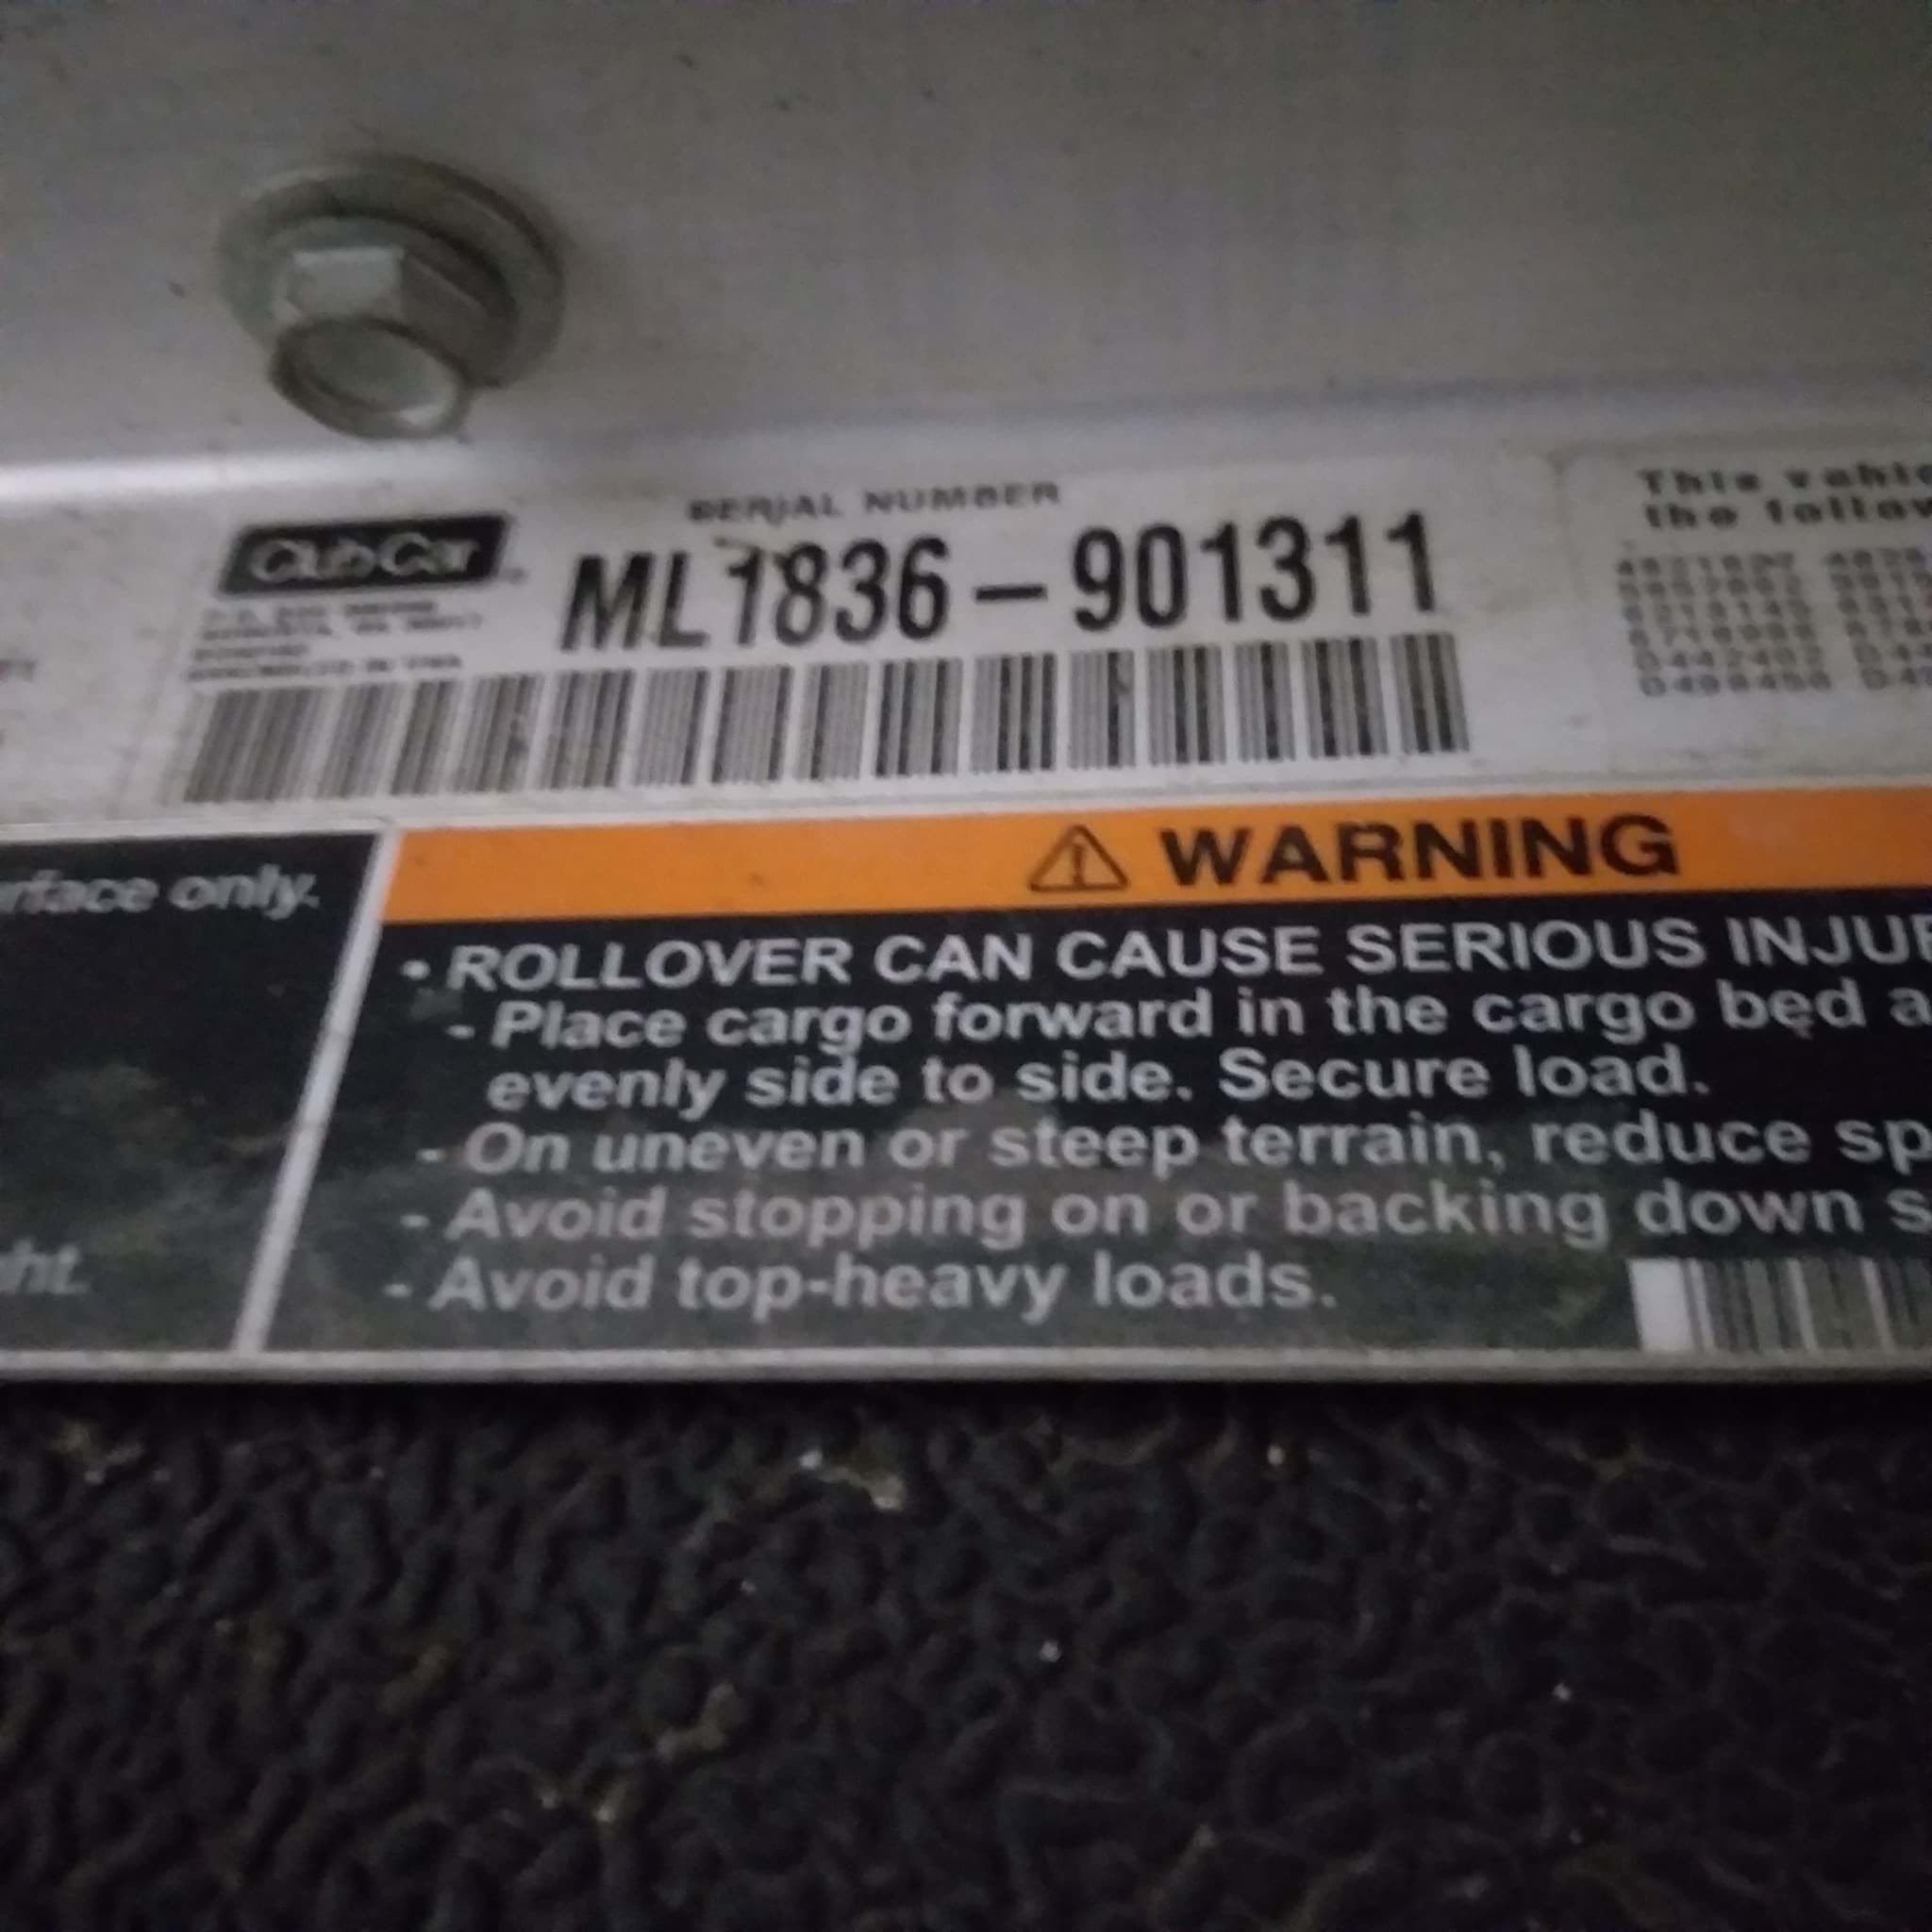 SERIAL NUMBER
Club Car
ML1836-901311
This vehic
the follow
rface only.
WARNING
• ROLLOVER CAN CAUSE SERIOUS INJUR
- Place cargo forward in the cargo bed a
evenly side to side. Secure load.
- On uneven or steep terrain, reduce sp
- Avoid stopping on or backing down s
ht.
- Avoid top-heavy loads.